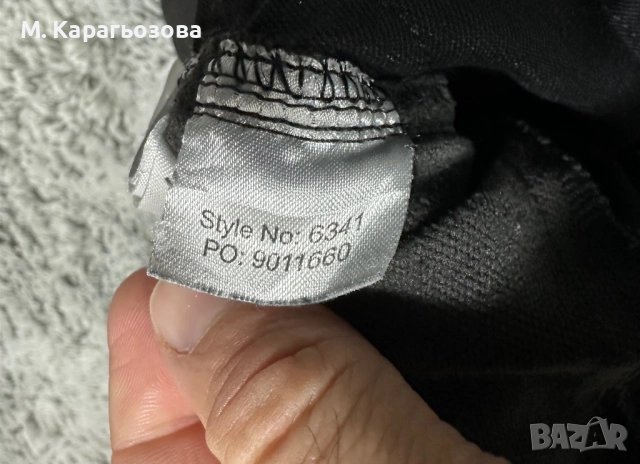 М. Карагьозова
Style No: 6341
PO: 9011660
BAZAR